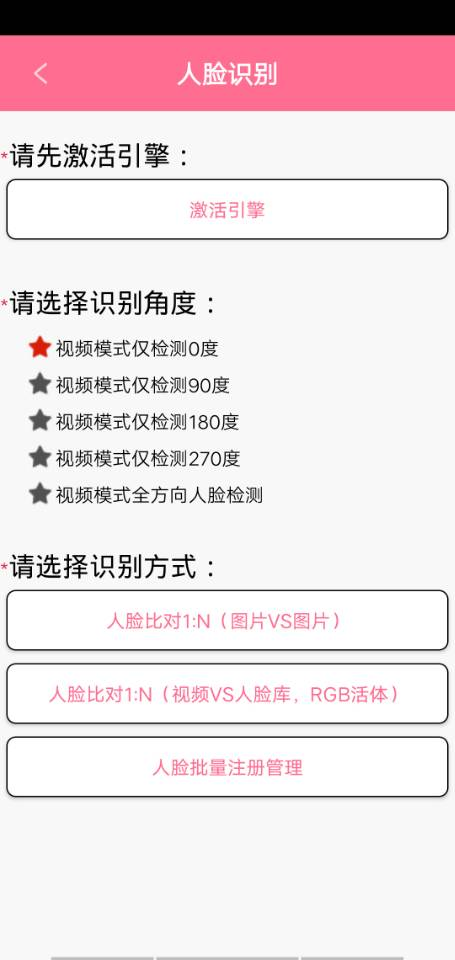 人脸识别
*请先激活引擎：
激活引擎
*请选择识别角度：
视频模式仅检测0度
视频模式仅检测90度
视频模式仅检测180度
视频模式仅检测270度
视频模式全方向人脸检测
*请选择识别方式：
人脸比对1:N（图片VS图片）
人脸比对1:N（视频VS人脸库，RGB活体）
人脸批量注册管理